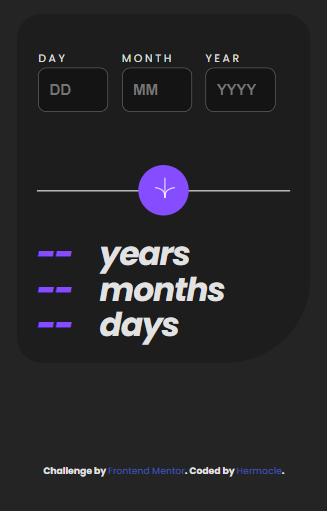 DAY MONTH YEAR
DD MM YYYY
-- years
-- months
-- days
Challenge by Frontend Mentor. Coded by Hermocle.